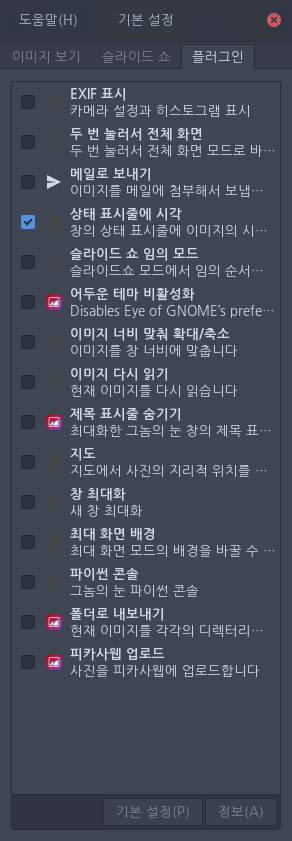 도움말(H) 기본 설정
이미지 보기 슬라이드 쇼 플러그인
EXIF 표시
카메라 설정과 히스토그램 표시
두 번 눌러서 전체 화면
두 번 눌러서 전체 화면 모드로 바…
메일로 보내기
이미지를 메일에 첨부해서 보냅…
상태 표시줄에 시각
창의 상태 표시줄에 이미지의 시…
슬라이드 쇼 임의 모드
슬라이드쇼 모드에서 임의 순서…
어두운 테마 비활성화
Disables Eye of GNOME's prefe…
이미지 너비 맞춰 확대/축소
이미지를 창 너비에 맞춥니다
이미지 다시 읽기
현재 이미지를 다시 읽습니다
제목 표시줄 숨기기
최대화한 그놈의 눈 창의 제목 표…
지도
지도에서 사진의 지리적 위치를 …
창 최대화
새 창 최대화
최대 화면 배경
최대 화면 모드의 배경을 바꿀 수 …
파이썬 콘솔
그놈의 눈 파이썬 콘솔
폴더로 내보내기
현재 이미지를 각각의 디렉터리…
피카사웹 업로드
사진을 피카사웹에 업로드합니다
기본 설정(P) 정보(A)